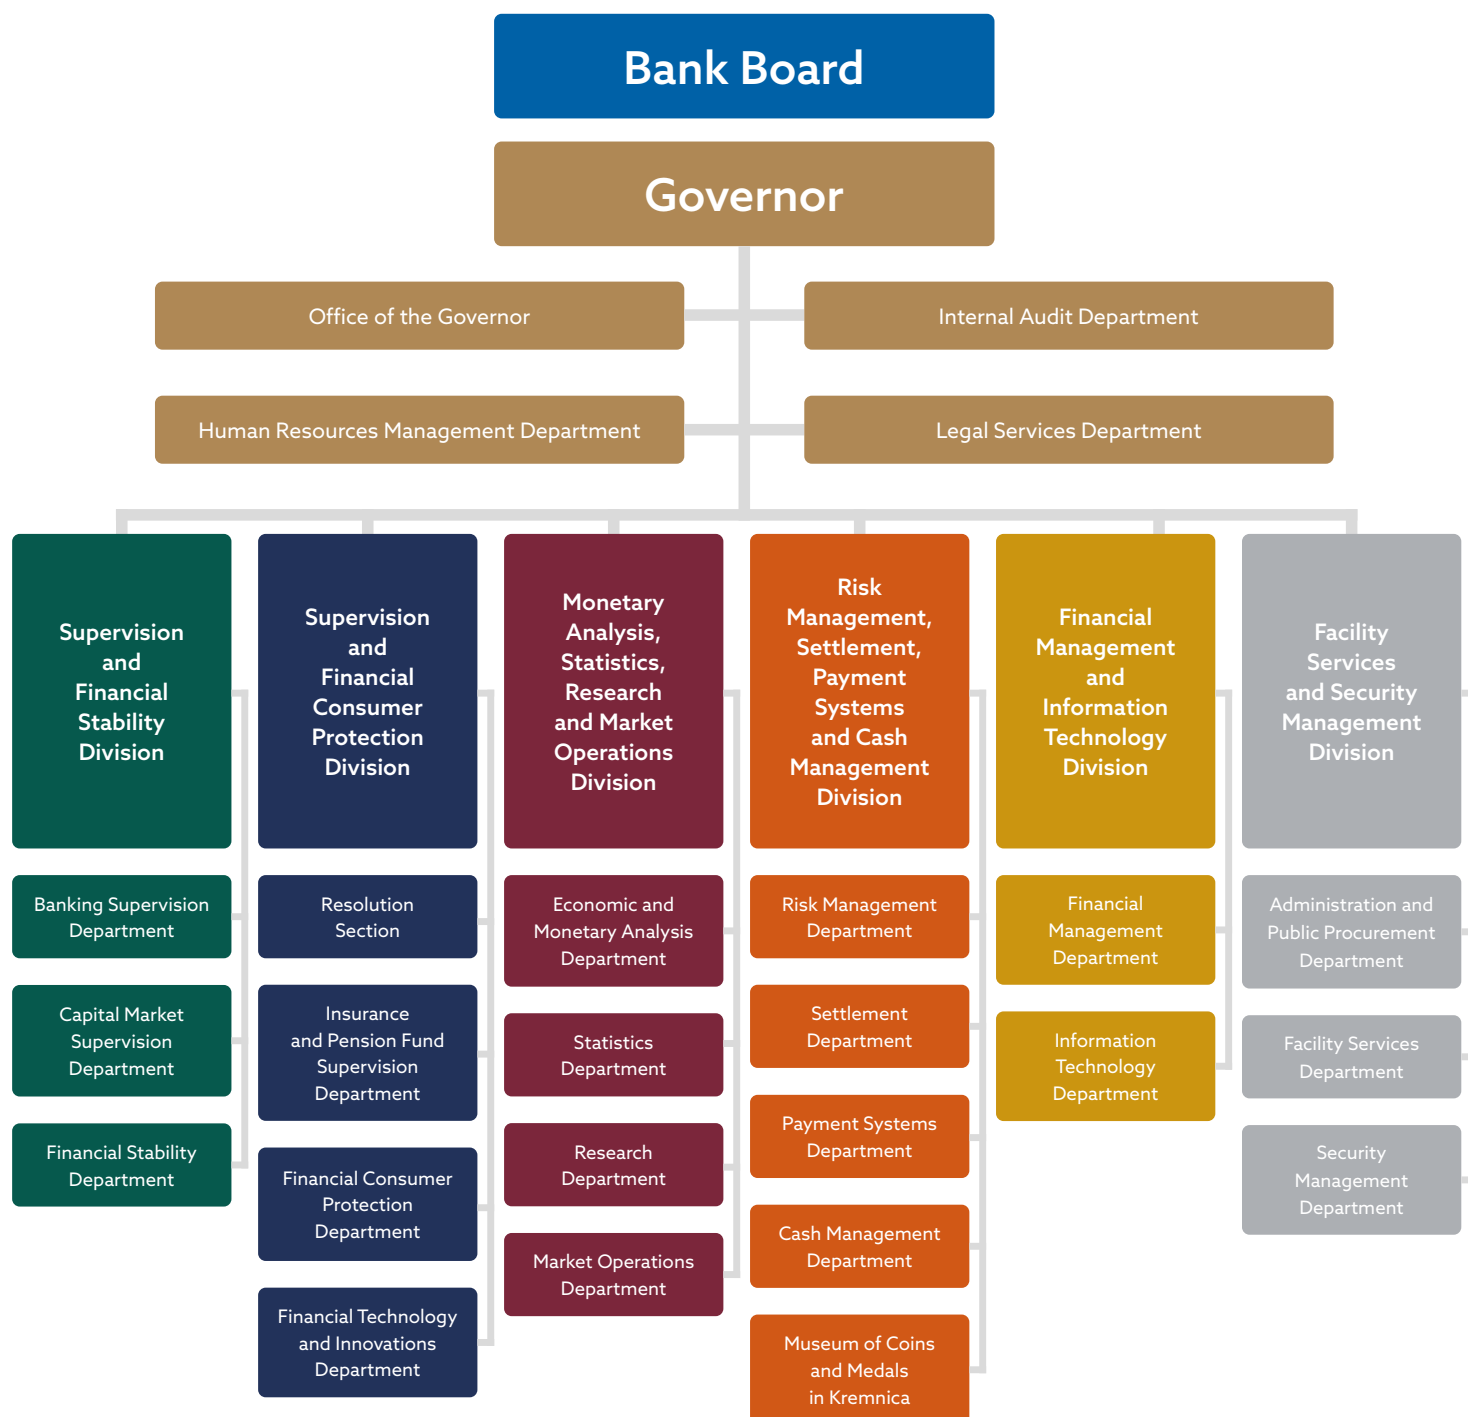 Bank Board
Governor
Office of the Governor
Internal Audit Department
Human Resources Management Department
Legal Services Department
Supervision
and
Financial
Stability
Division
Supervision
and
Financial
Consumer
Protection
Division
Monetary
Analysis,
Statistics,
Research
and Market
Operations
Division
Risk
Management,
Settlement,
Payment
Systems
and Cash
Management
Division
Financial
Management
and
Information
Technology
Division
Facility
Services
and Security
Management
Division
Banking Supervision
Department
Capital Market
Supervision
Department
Financial Stability
Department
Resolution
Section
Insurance
and Pension Fund
Supervision
Department
Financial Consumer
Protection
Department
Financial Technology
and Innovations
Department
Economic and
Monetary Analysis
Department
Statistics
Department
Research
Department
Market Operations
Department
Risk Management
Department
Settlement
Department
Payment Systems
Department
Cash Management
Department
Museum of Coins
and Medals
in Kremnica
Financial
Management
Department
Information
Technology
Department
Administration and
Public Procurement
Department
Facility Services
Department
Security
Management
Department